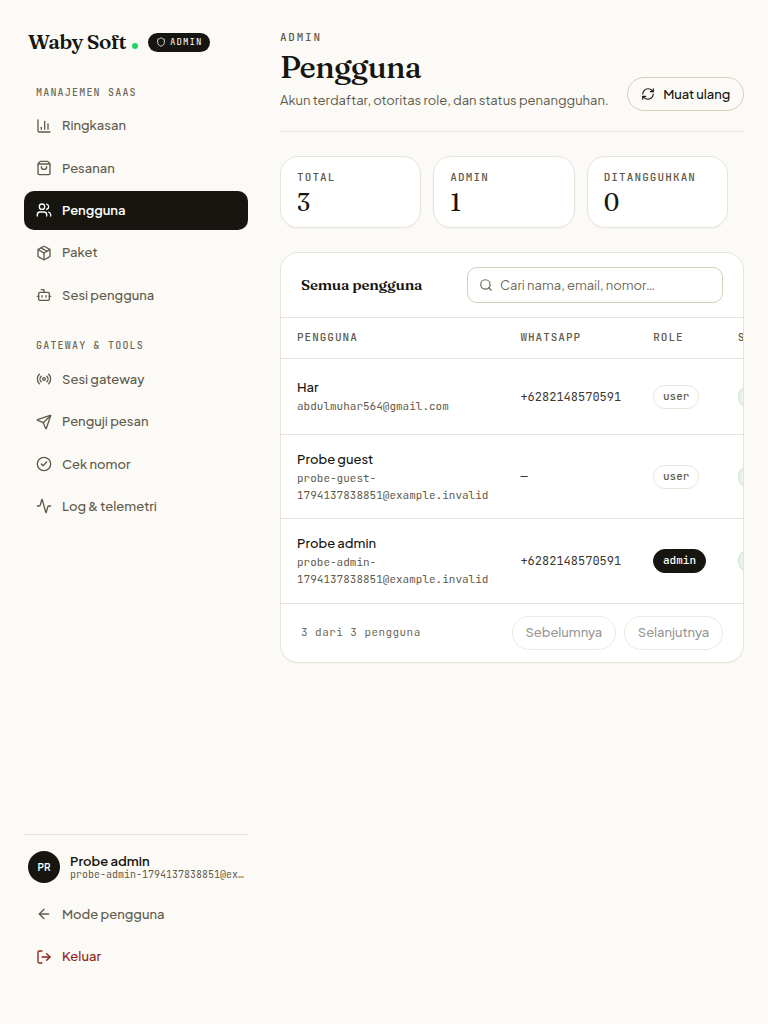 Waby Soft
ADMIN
MANAJEMEN SAAS
Ringkasan
Pesanan
Pengguna
Paket
Sesi pengguna
GATEWAY & TOOLS
Sesi gateway
Penguji pesan
Cek nomor
Log & telemetri
PR
Probe admin
probe-admin-1794137838851@ex…
Mode pengguna
Keluar
ADMIN
Pengguna
Akun terdaftar, otoritas role, dan status penangguhan.
Muat ulang
TOTAL
3
ADMIN
1
DITANGGUHKAN
0
Semua pengguna
Cari nama, email, nomor…
PENGGUNA WHATSAPP ROLE S
Har
abdulmuhar564@gmail.com
+6282148570591
user
Probe guest
probe-guest-
1794137838851@example.invalid
—
user
Probe admin
probe-admin-
1794137838851@example.invalid
+6282148570591
admin
3 dari 3 pengguna
Sebelumnya
Selanjutnya